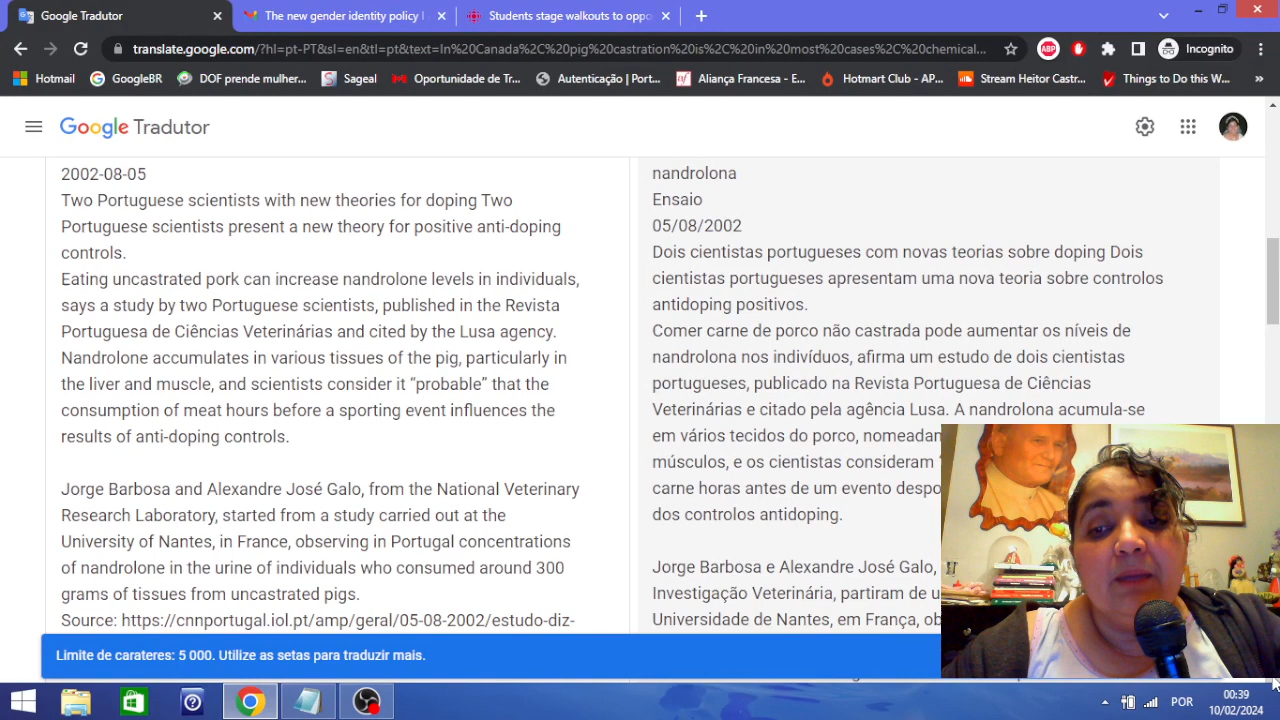 Google Tradutor
The new gender identity policy i
Students stage walkouts to oppo
translate.google.com/?hl=pt-PT&sl=en&tl=pt&text=In%20Canada%2C%20pig%20castration%20is%2C%20in%20most%20cases%2C%20chemical...
ABP
Incognito
Hotmail
GoogleBR
DOF prende mulher...
Sageal
Oportunidade de Tr...
Autenticação | Port...
Aliança Francesa - E...
Hotmart Club - AP...
Stream Heitor Castr...
Things to Do this W...
Google Tradutor
2002-08-05
Two Portuguese scientists with new theories for doping Two
Portuguese scientists present a new theory for positive anti-doping
controls.
Eating uncastrated pork can increase nandrolone levels in individuals,
says a study by two Portuguese scientists, published in the Revista
Portuguesa de Ciências Veterinárias and cited by the Lusa agency.
Nandrolone accumulates in various tissues of the pig, particularly in
the liver and muscle, and scientists consider it “probable” that the
consumption of meat hours before a sporting event influences the
results of anti-doping controls.
Jorge Barbosa and Alexandre José Galo, from the National Veterinary
Research Laboratory, started from a study carried out at the
University of Nantes, in France, observing in Portugal concentrations
of nandrolone in the urine of individuals who consumed around 300
grams of tissues from uncastrated pigs.
Source: https://cnnportugal.iol.pt/amp/geral/05-08-2002/estudo-diz-
nandrolona
Ensaio
05/08/2002
Dois cientistas portugueses com novas teorias sobre doping Dois
cientistas portugueses apresentam uma nova teoria sobre controlos
antidoping positivos.
Comer carne de porco não castrada pode aumentar os níveis de
nandrolona nos indivíduos, afirma um estudo de dois cientistas
portugueses, publicado na Revista Portuguesa de Ciências
Veterinárias e citado pela agência Lusa. A nandrolona acumula-se
em vários tecidos do porco, nomeadan
músculos, e os cientistas consideram
carne horas antes de um evento despo
dos controlos antidoping.
Jorge Barbosa e Alexandre José Galo,
Investigação Veterinária, partiram de u
Universidade de Nantes, em França, ob
Limite de carateres: 5 000. Utilize as setas para traduzir mais.
POR
00:39
10/02/2024